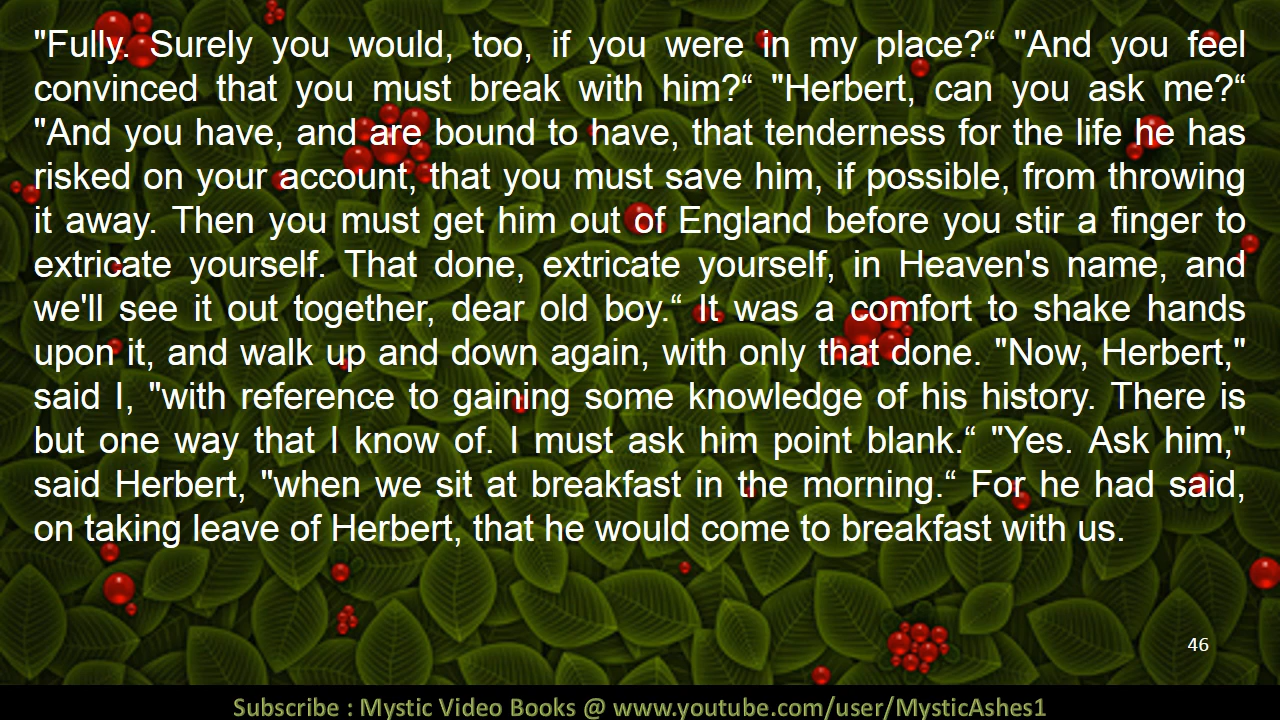 "Fully. Surely you would, too, if you were in my place?“ "And you feel
convinced that you must break with him?“ "Herbert, can you ask me?“
"And you have, and are bound to have, that tenderness for the life he has
risked on your account, that you must save him, if possible, from throwing
it away. Then you must get him out of England before you stir a finger to
extricate yourself. That done, extricate yourself, in Heaven's name, and
we'll see it out together, dear old boy.“ It was a comfort to shake hands
upon it, and walk up and down again, with only that done. "Now, Herbert,"
said I, "with reference to gaining some knowledge of his history. There is
but one way that I know of. I must ask him point blank.“ "Yes. Ask him,"
said Herbert, "when we sit at breakfast in the morning.“ For he had said,
on taking leave of Herbert, that he would come to breakfast with us.
46
Subscribe : Mystic Video Books @ www.youtube.com/user/MysticAshes1